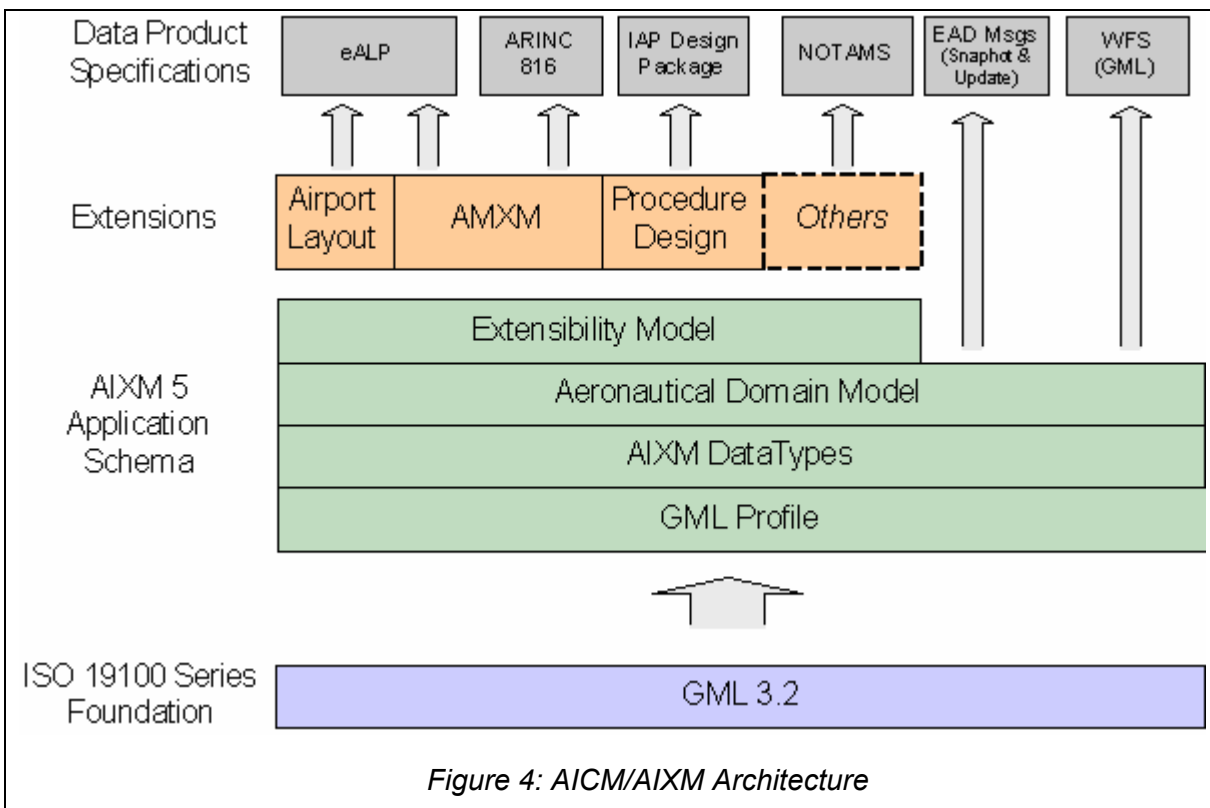 Data Product
Specifications
eALP
ARINC
816
IAP Design
Package
NOTAMS
EAD Msgs
(Snaphot &
Update)
WFS
(GML)
Extensions
Airport
Layout
AMXM
Procedure
Design
Others
AIXM 5
Application
Schema
Extensibility Model
Aeronautical Domain Model
AIXM DataTypes
GML Profile
ISO 19100 Series
Foundation
GML 3.2
Figure 4: AICM/AIXM Architecture